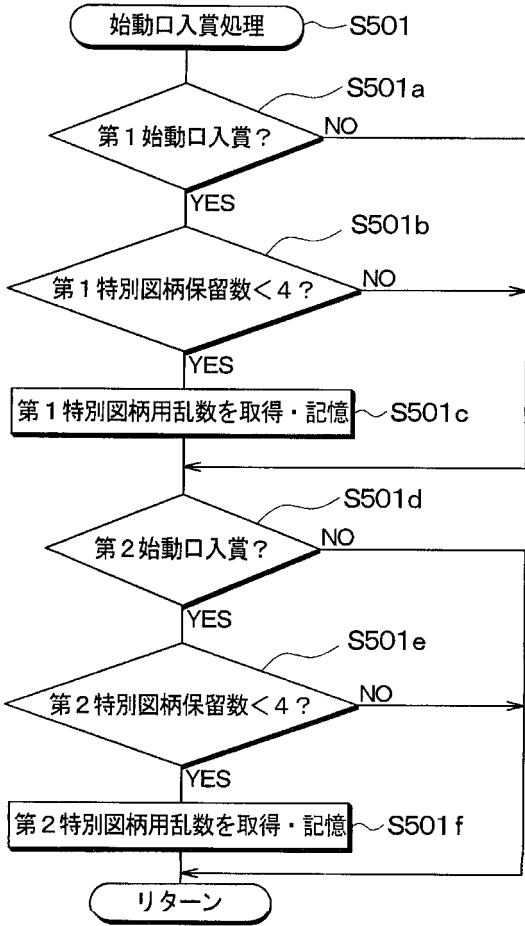 始動口入賞処理
S501
S501a
第1始動口入賞？
NO
YES
S501b
第1特別図柄保留数＜4？
NO
YES
第1特別図柄用乱数を取得・記憶
S501c
S501d
第2始動口入賞？
NO
YES
S501e
第2特別図柄保留数＜4？
NO
YES
第2特別図柄用乱数を取得・記憶
S501f
リターン